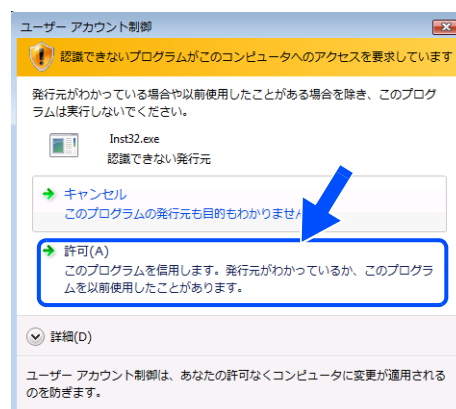 ユーザー アカウント制御
認識できないプログラムがこのコンピュータへのアクセスを要求しています
発行元がわかっている場合や以前使用したことがある場合を除き、このプログ
ラムは実行しないでください。
Inst32.exe
認識できない発行元
キャンセル
このプログラムの発行元も目的もわかりません
許可(A)
このプログラムを信用します。発行元がわかっているか、このプログラ
ムを以前使用したことがあります。
詳細(D)
ユーザー アカウント制御は、あなたの許可なくコンピュータに変更が適用される
のを防ぎます。